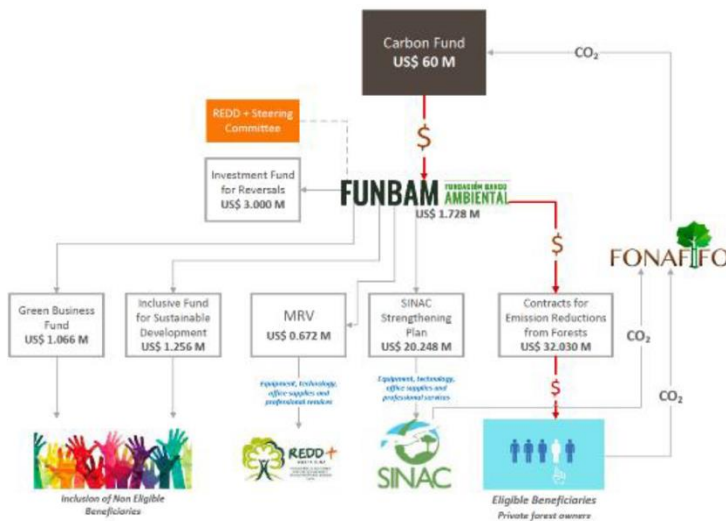 Carbon Fund
US$ 60 M
CO₂
$
REDD + Steering
Committee
Investment Fund
for Reversals
US$ 3.000 M
FUNBAM
FUNDACIÓN BANCO
AMBIENTAL
US$ 1.728 M
$
FONAFIFO
Green Business
Fund
US$ 1.066 M
Inclusive Fund
for Sustainable
Development
US$ 1.256 M
MRV
US$ 0.672 M
SINAC
Strengthening
Plan
US$ 20.248 M
Contracts for
Emission Reductions
from Forests
US$ 32.030 M
CO₂
CO₂
Equipment, technology,
office supplies and
professional services
Equipment, technology,
office supplies and
professional services
$
REDD+
SINAC
Inclusion of Non Eligible
Beneficiaries
Eligible Beneficiaries
Private forest owners